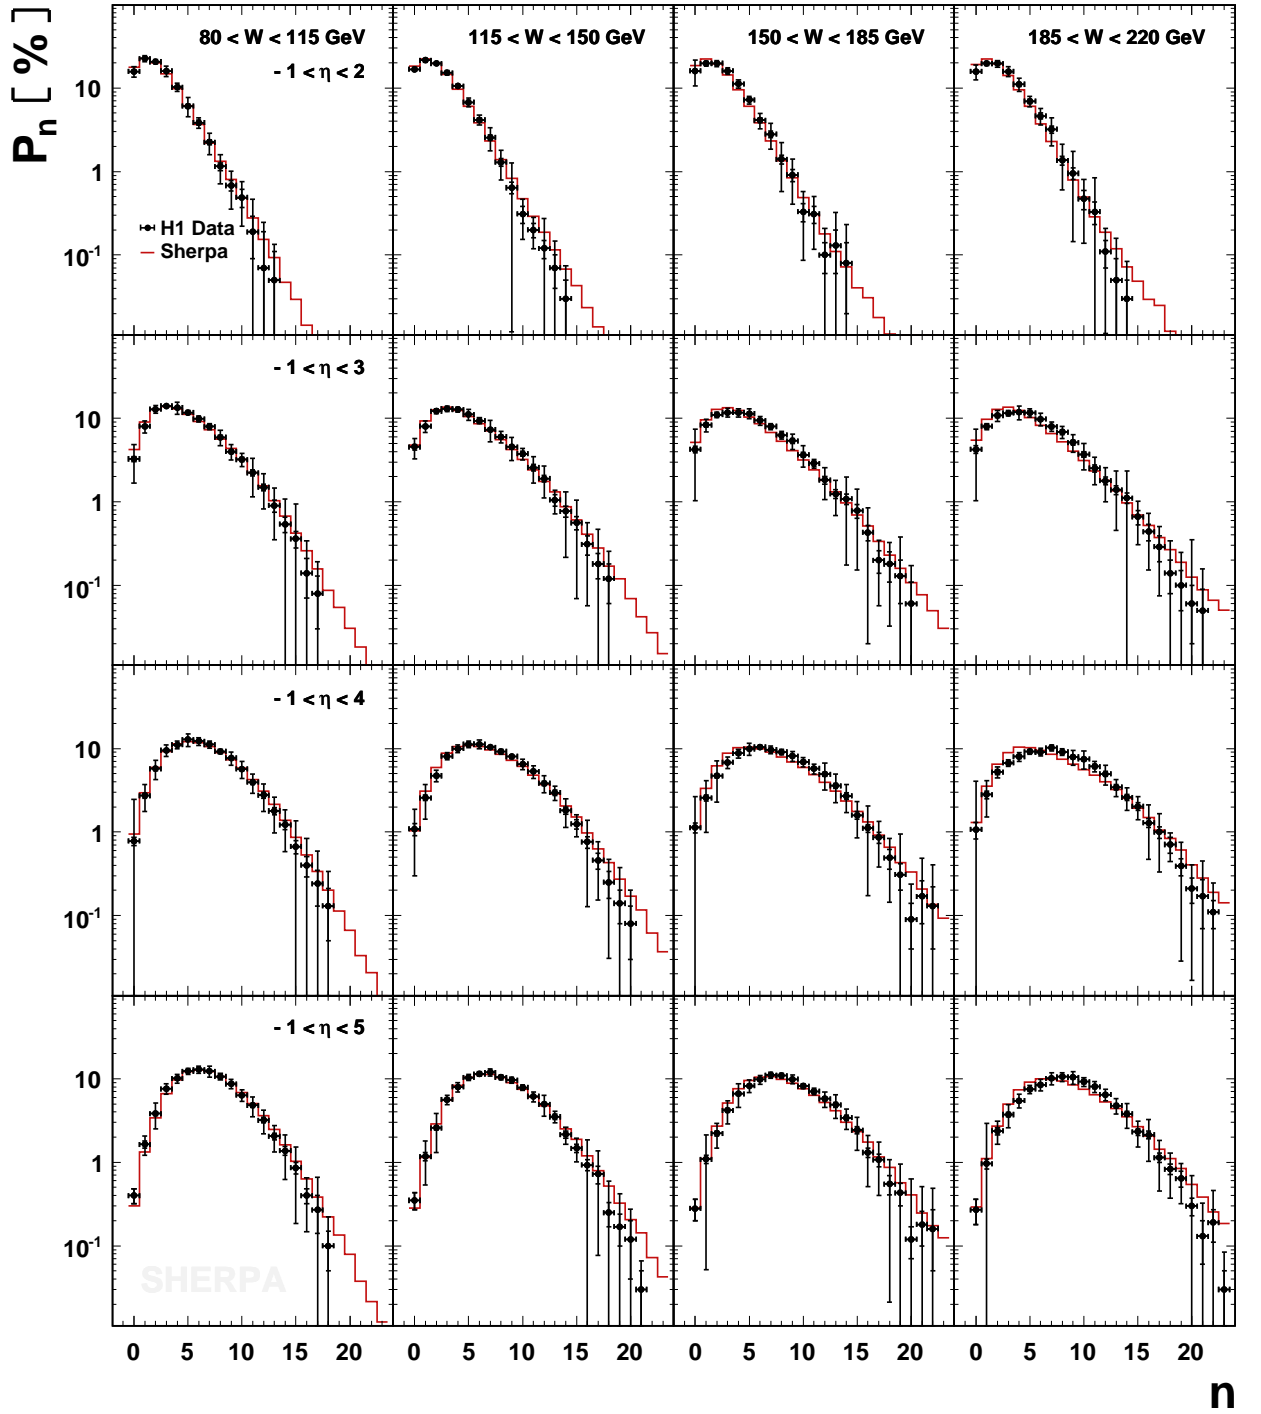 P_n [ % ]
80 < W < 115 GeV
115 < W < 150 GeV
150 < W < 185 GeV
185 < W < 220 GeV
- 1 < η < 2
10
1
10^-1
H1 Data
Sherpa
- 1 < η < 3
10
1
10^-1
- 1 < η < 4
10
1
10^-1
- 1 < η < 5
10
1
10^-1
SHERPA
0 5 10 15 20 0 5 10 15 20 0 5 10 15 20 0 5 10 15 20
n